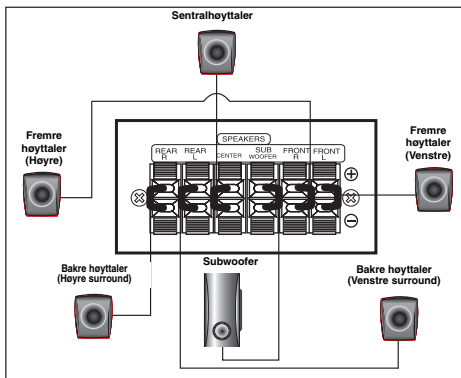 Sentralhøyttaler
Fremre
høyttaler
(Høyre)
SPEAKERS
REAR
R
REAR
L
CENTER
SUB
WOOFER
FRONT
R
FRONT
L
+
−
Fremre
høyttaler
(Venstre)
Bakre høyttaler
(Høyre surround)
Subwoofer
Bakre høyttaler
(Venstre surround)